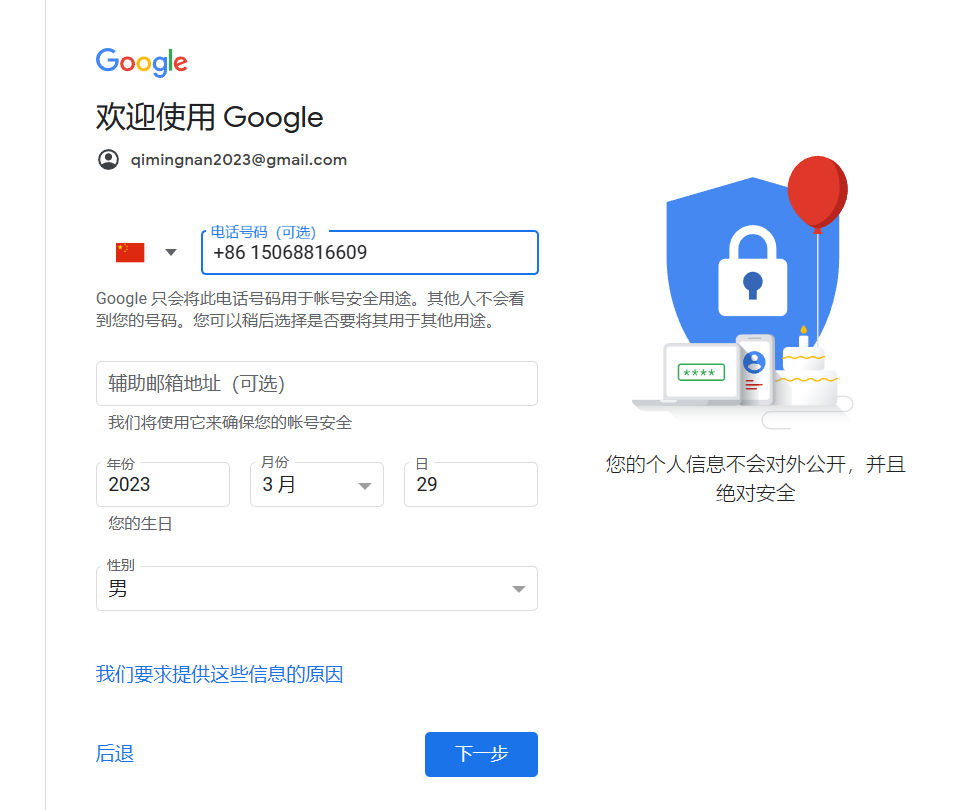 Google
欢迎使用 Google
qimingnan2023@gmail.com
电话号码（可选）
+86 15068816609
Google 只会将此电话号码用于帐号安全用途。其他人不会看
到您的号码。您可以稍后选择是否要将其用于其他用途。
辅助邮箱地址（可选）
我们将使用它来确保您的帐号安全
年份
2023
月份
3 月
日
29
您的生日
性别
男
我们要求提供这些信息的原因
后退
下一步
****
您的个人信息不会对外公开，并且
绝对安全